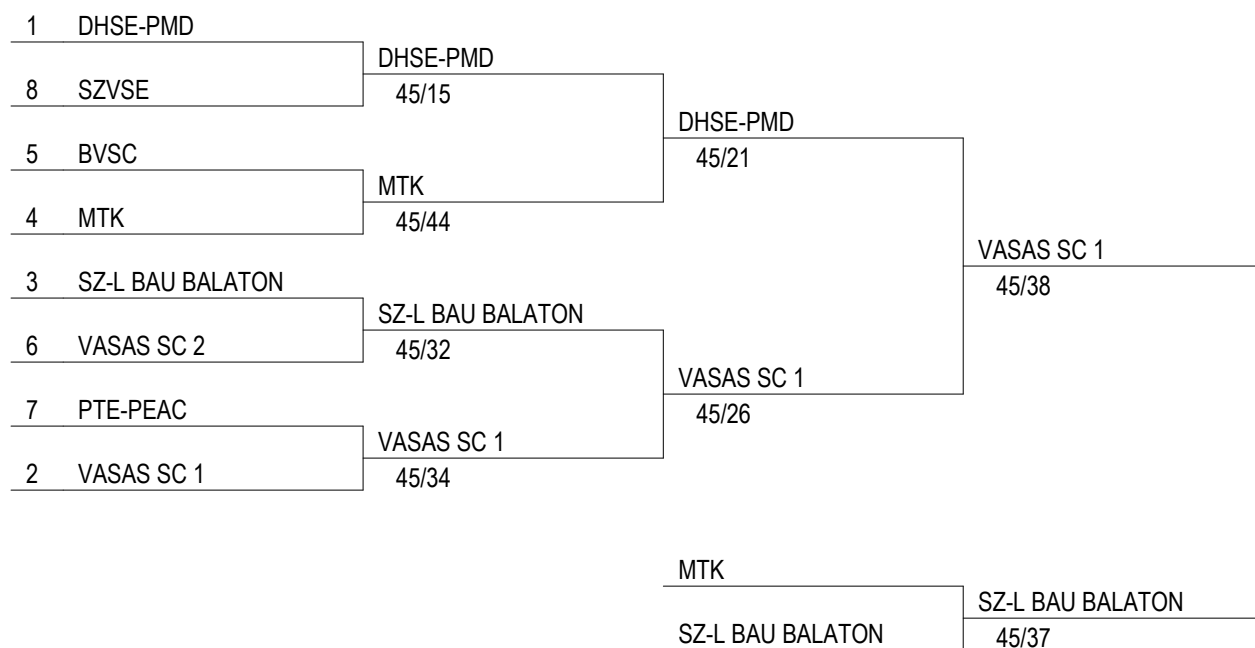 1 DHSE-PMD
DHSE-PMD
8 SZVSE
45/15
DHSE-PMD
5 BVSC
45/21
MTK
4 MTK
45/44
VASAS SC 1
3 SZ-L BAU BALATON
45/38
SZ-L BAU BALATON
6 VASAS SC 2
45/32
VASAS SC 1
7 PTE-PEAC
45/26
VASAS SC 1
2 VASAS SC 1
45/34
MTK
SZ-L BAU BALATON
SZ-L BAU BALATON
45/37